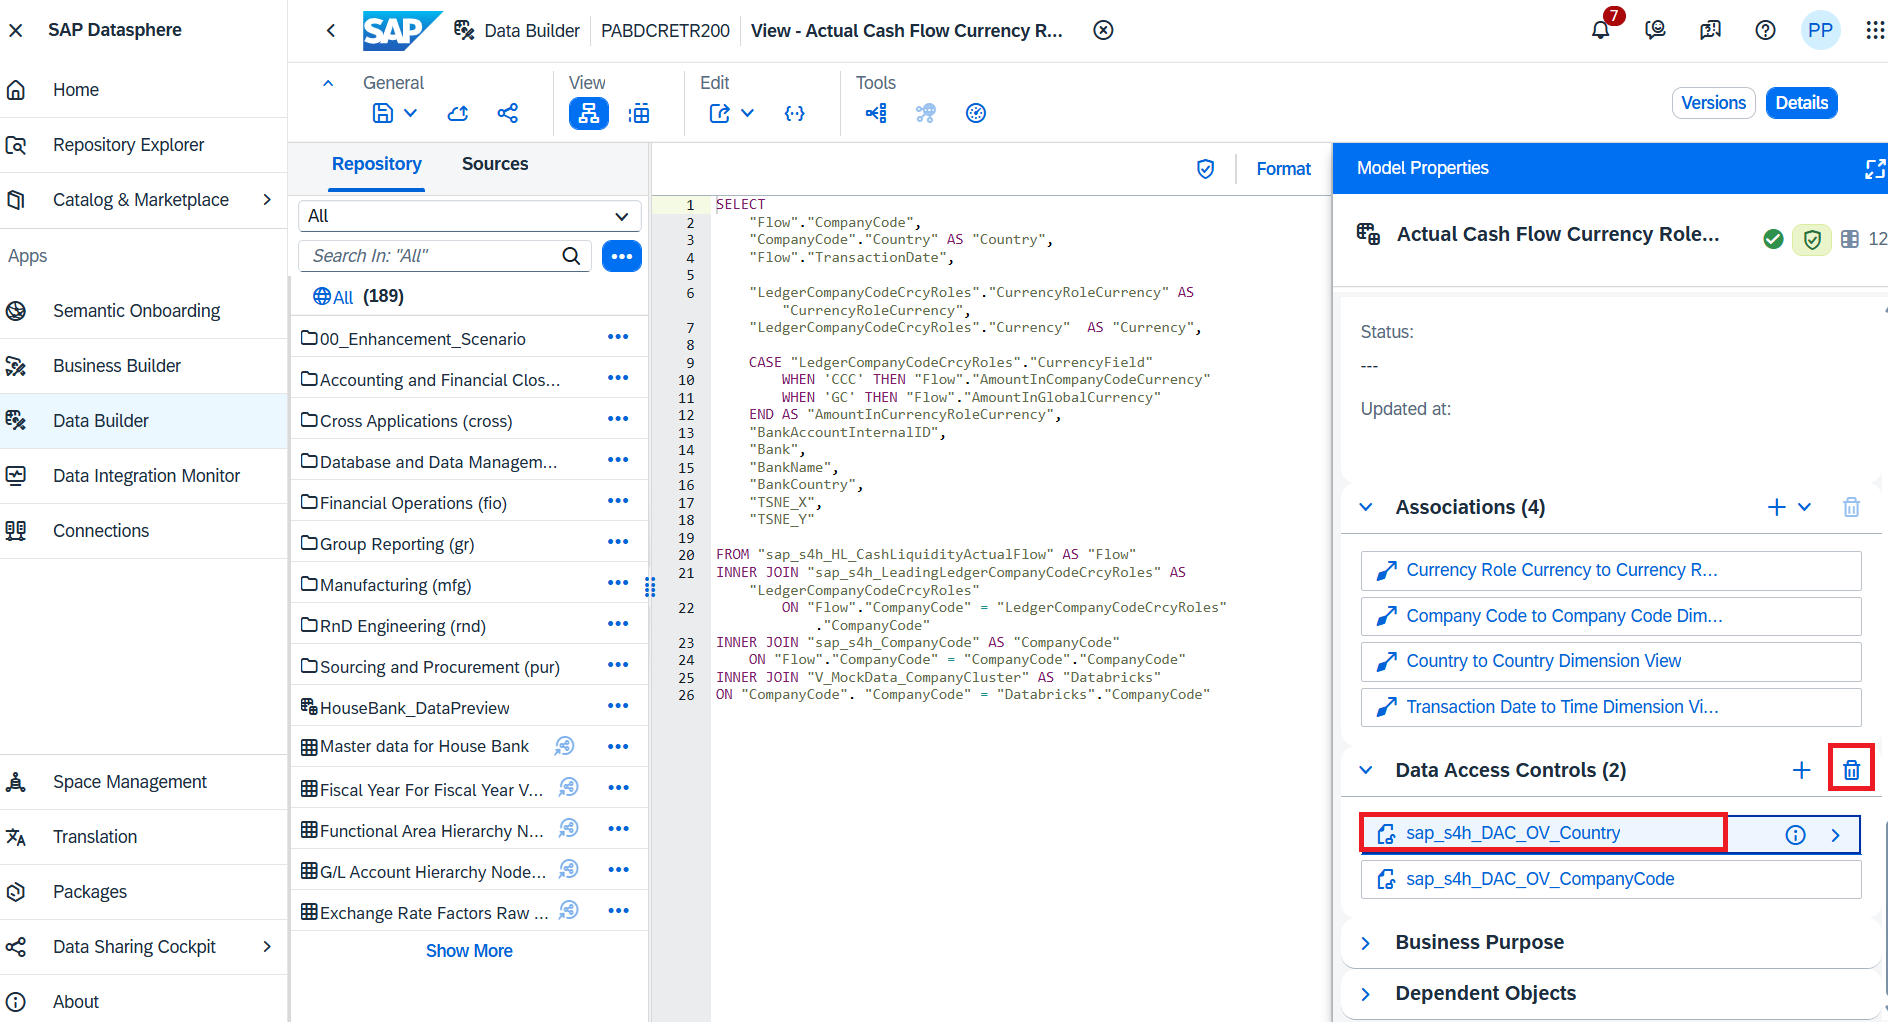 SAP Datasphere
Home
Repository Explorer
Catalog & Marketplace
Apps
Semantic Onboarding
Business Builder
Data Builder
Data Integration Monitor
Connections
Space Management
Translation
Packages
Data Sharing Cockpit
About
SAP
Data Builder
PABDCRETR200
View - Actual Cash Flow Currency R...
7
PP
General
View
Edit
Tools
Versions
Details
Repository
Sources
All
Search In: "All"
All (189)
00_Enhancement_Scenario
Accounting and Financial Clos...
Cross Applications (cross)
Database and Data Managem...
Financial Operations (fio)
Group Reporting (gr)
Manufacturing (mfg)
RnD Engineering (rnd)
Sourcing and Procurement (pur)
HouseBank_DataPreview
Master data for House Bank
Fiscal Year For Fiscal Year V...
Functional Area Hierarchy N...
G/L Account Hierarchy Node...
Exchange Rate Factors Raw ...
Show More
Format
1 SELECT
2 "Flow"."CompanyCode",
3 "CompanyCode"."Country" AS "Country",
4 "Flow"."TransactionDate",
5
6 "LedgerCompanyCodeCrcyRoles"."CurrencyRoleCurrency" AS
"CurrencyRoleCurrency",
7 "LedgerCompanyCodeCrcyRoles"."Currency"  AS "Currency",
8
9 CASE "LedgerCompanyCodeCrcyRoles"."CurrencyField"
10 WHEN 'CCC' THEN "Flow"."AmountInCompanyCodeCurrency"
11 WHEN 'GC' THEN "Flow"."AmountInGlobalCurrency"
12 END AS "AmountInCurrencyRoleCurrency",
13 "BankAccountInternalID",
14 "Bank",
15 "BankName",
16 "BankCountry",
17 "TSNE_X",
18 "TSNE_Y"
19
20 FROM "sap_s4h_HL_CashLiquidityActualFlow" AS "Flow"
21 INNER JOIN "sap_s4h_LeadingLedgerCompanyCodeCrcyRoles" AS
"LedgerCompanyCodeCrcyRoles"
22 ON "Flow"."CompanyCode" = "LedgerCompanyCodeCrcyRoles"
."CompanyCode"
23 INNER JOIN "sap_s4h_CompanyCode" AS "CompanyCode"
24 ON "Flow"."CompanyCode" = "CompanyCode"."CompanyCode"
25 INNER JOIN "V_MockData_CompanyCluster" AS "Databricks"
26 ON "CompanyCode". "CompanyCode" = "Databricks"."CompanyCode"
Model Properties
Actual Cash Flow Currency Role...
12
Status:
---
Updated at:
Associations (4)
Currency Role Currency to Currency R...
Company Code to Company Code Dim...
Country to Country Dimension View
Transaction Date to Time Dimension Vi...
Data Access Controls (2)
sap_s4h_DAC_OV_Country
sap_s4h_DAC_OV_CompanyCode
Business Purpose
Dependent Objects